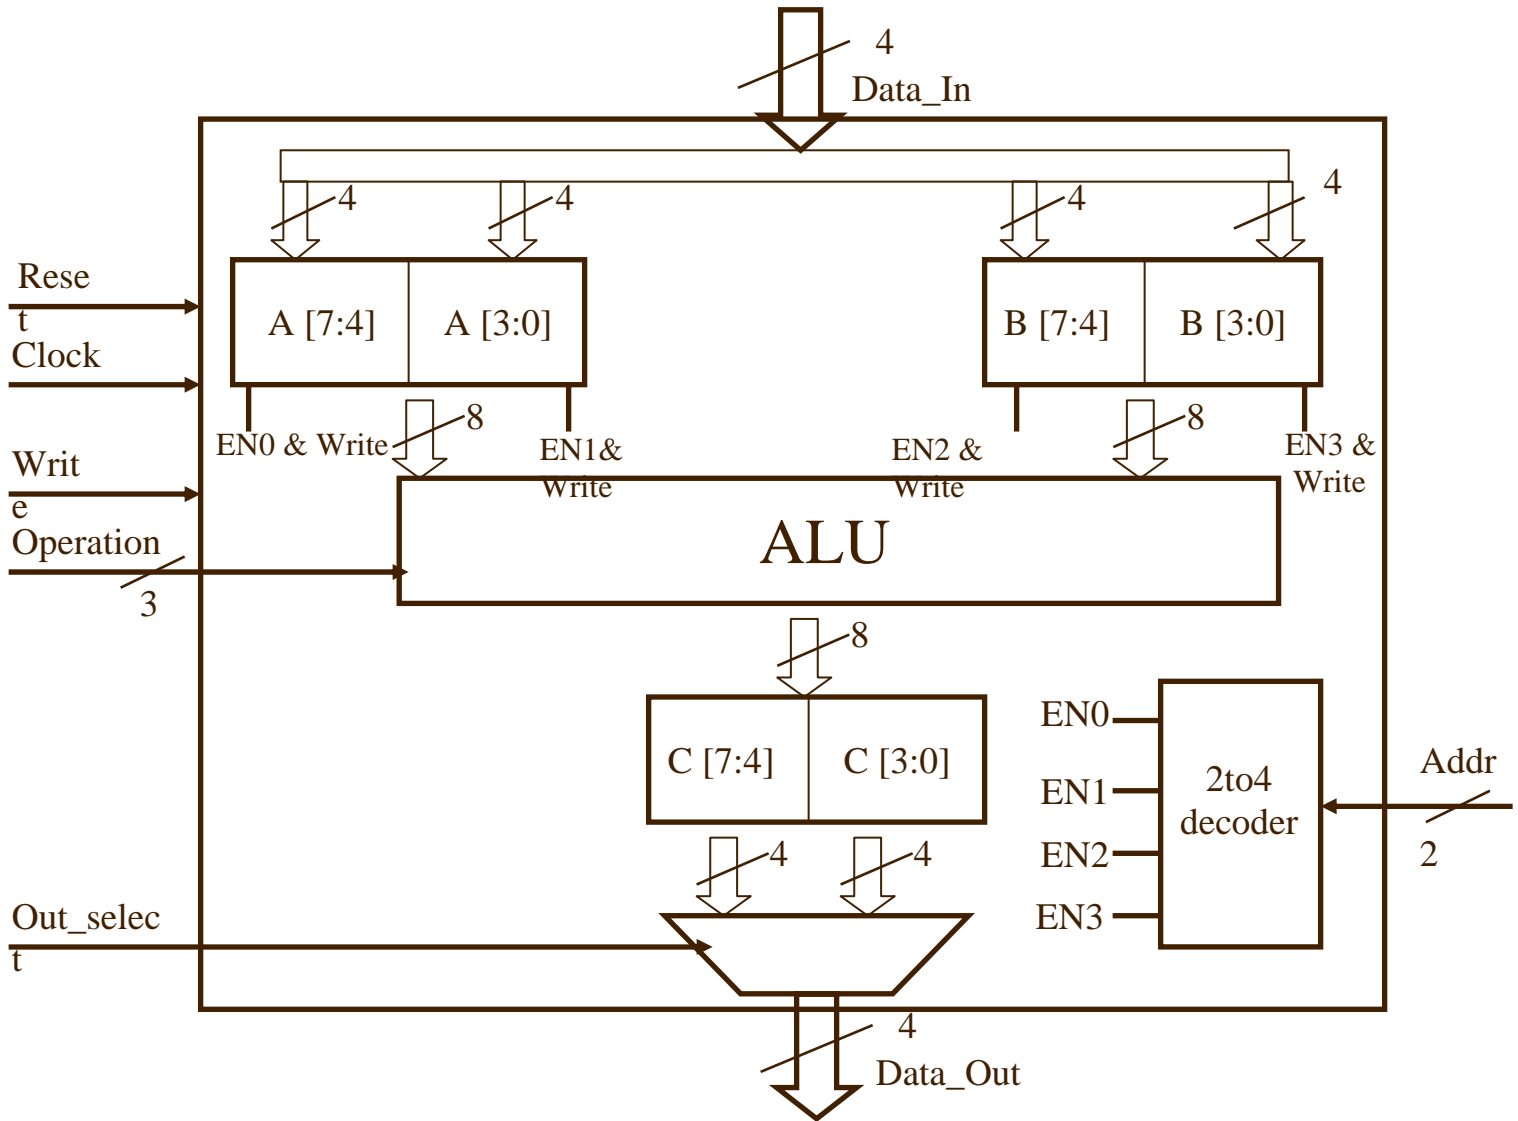 4
Data_In
4
4
4
4
Rese
t
A [7:4]
A [3:0]
B [7:4]
B [3:0]
Clock
8
8
EN0 & Write
EN1&
Write
EN2 &
Write
EN3 &
Write
Writ
e
Operation
3
ALU
8
C [7:4]
C [3:0]
EN0
EN1
EN2
EN3
2to4
decoder
Addr
2
4
4
Out_selec
t
4
Data_Out